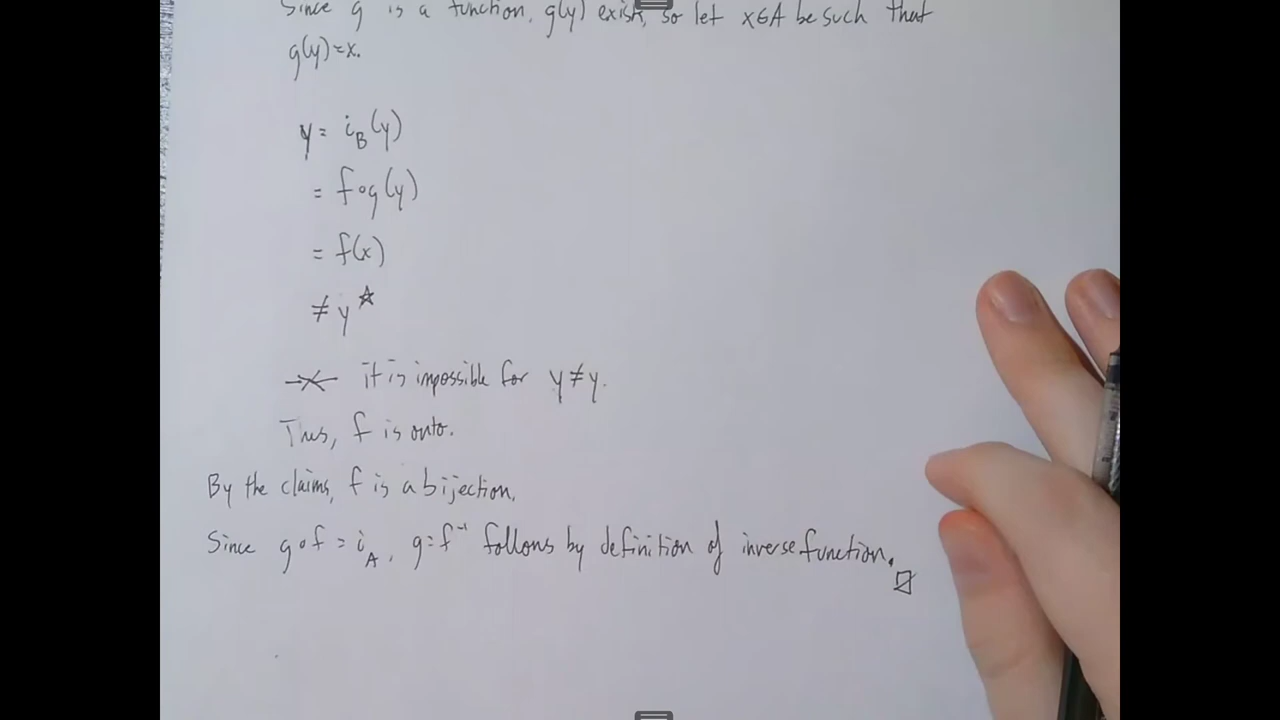 Since g is a function, g(y) exists, so let x∈A be such that
g(y)=x.
y = i_B(y)
= f∘g(y)
= f(x)
≠ y☆
it is impossible for y≠y.
Thus, f is onto.
By the claims, f is a bijection.
Since g∘f = i_A, g=f⁻¹ follows by definition of inverse function.